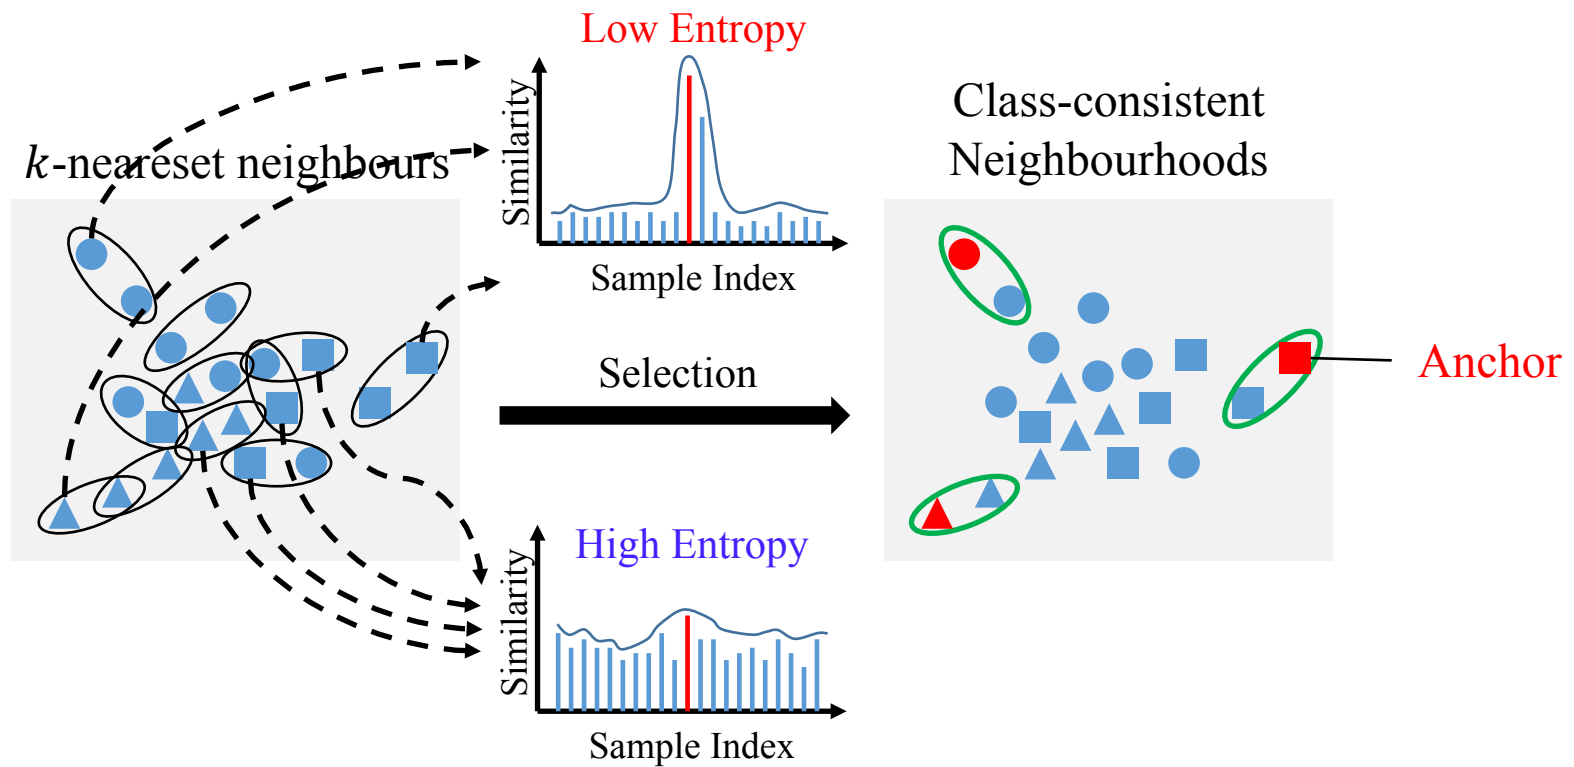 k-neareset neighbours
Low Entropy
Similarity
Sample Index
Selection
High Entropy
Similarity
Sample Index
Class-consistent
Neighbourhoods
Anchor